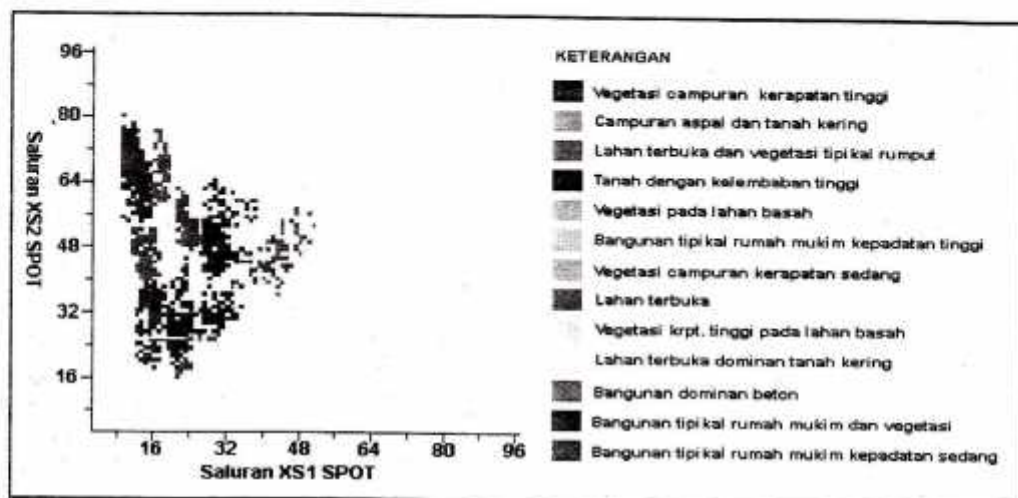 96
80
64
48
32
16
Saluran XS2 SPOT
16 32 48 64 80 96
Saluran XS1 SPOT
KETERANGAN
Vegetasi campuran kerapatan tinggi
Campuran aspal dan tanah kering
Lahan terbuka dan vegetasi tipikal rumput
Tanah dengan kelembaban tinggi
Vegetasi pada lahan basah
Bangunan tipikal rumah mukim kepadatan tinggi
Vegetasi campuran kerapatan sedang
Lahan terbuka
Vegetasi krpt. tinggi pada lahan basah
Lahan terbuka dominan tanah kering
Bangunan dominan beton
Bangunan tipikal rumah mukim dan vegetasi
Bangunan tipikal rumah mukim kepadatan sedang